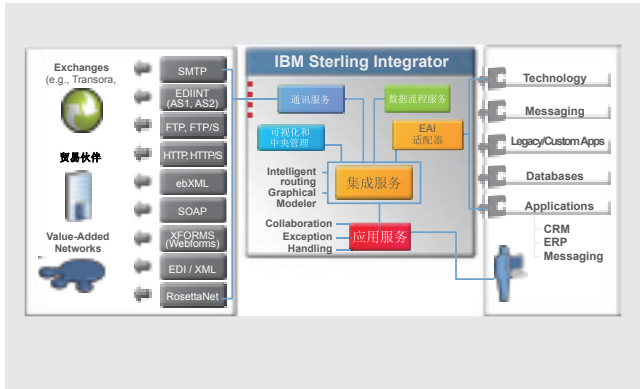 IBM Sterling Integrator
Exchanges
(e.g., Transora,
贸易伙伴
Value-Added
Networks
SMTP
EDIINT
(AS1, AS2)
FTP, FTP/S
HTTP, HTTP/S
ebXML
SOAP
XFORMS
(Webforms)
EDI / XML
RosettaNet
通讯服务
数据流程服务
可视化和
中央管理
EAI
适配器
Intelligent
routing
Graphical
Modeler
集成服务
Collaboration
Exception
Handling
应用服务
Technology
Messaging
Legacy/Custom Apps
Databases
Applications
CRM
ERP
Messaging